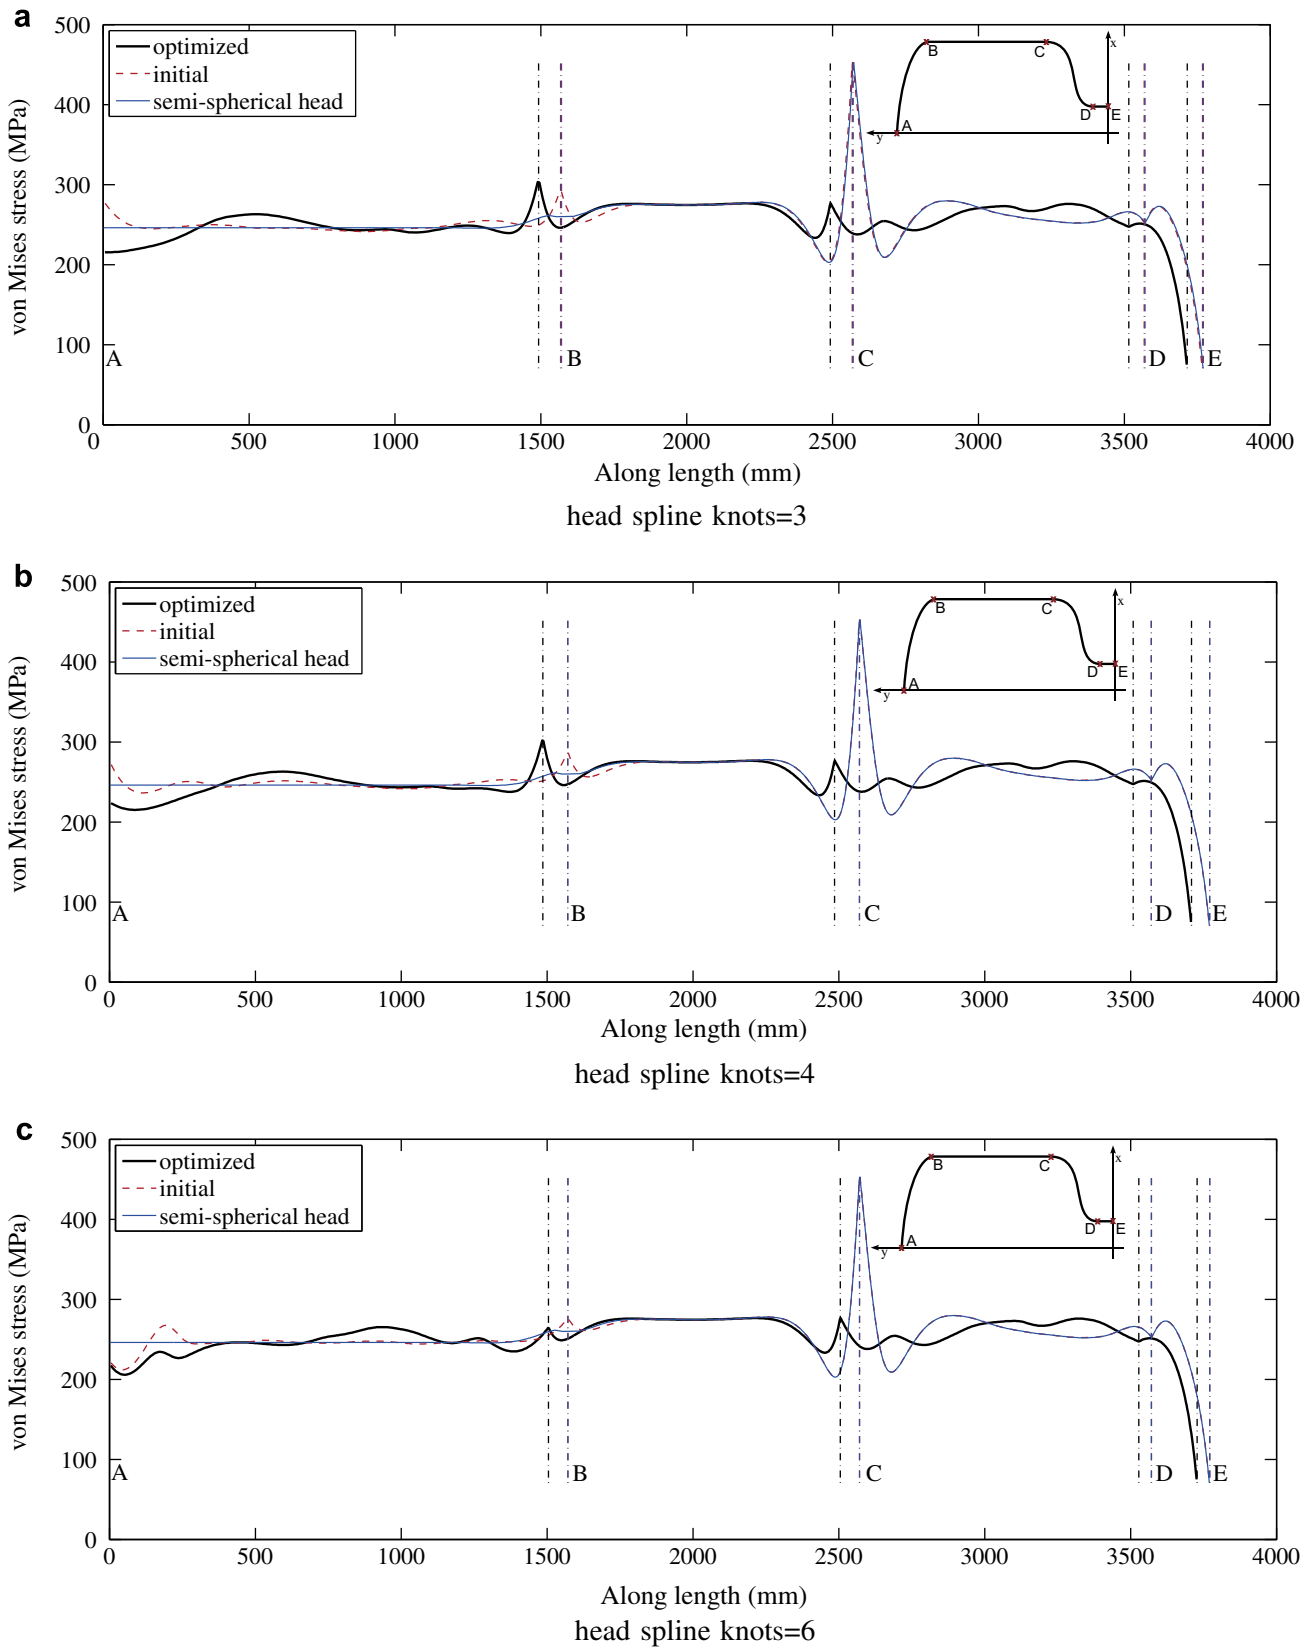 a
500
400
300
200
100
0
von Mises stress (MPa)
optimized
initial
semi-spherical head
B C x
D E
A y
A B C D E
0 500 1000 1500 2000 2500 3000 3500 4000
Along length (mm)
head spline knots=3
b
500
400
300
200
100
0
von Mises stress (MPa)
optimized
initial
semi-spherical head
B C x
D E
A y
A B C D E
0 500 1000 1500 2000 2500 3000 3500 4000
Along length (mm)
head spline knots=4
c
500
400
300
200
100
0
von Mises stress (MPa)
optimized
initial
semi-spherical head
B C x
D E
A y
A B C D E
0 500 1000 1500 2000 2500 3000 3500 4000
Along length (mm)
head spline knots=6